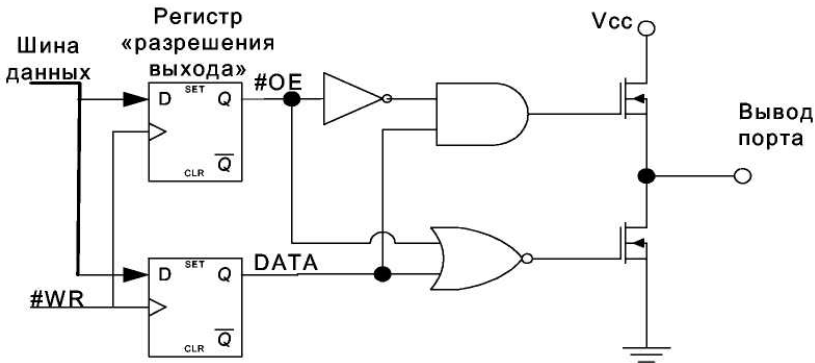 Регистр
«разрешения
выхода»
Шина
данных
Vcc
#OE
D
SET
Q
Q
CLR
Вывод
порта
DATA
D
SET
Q
#WR
Q
CLR